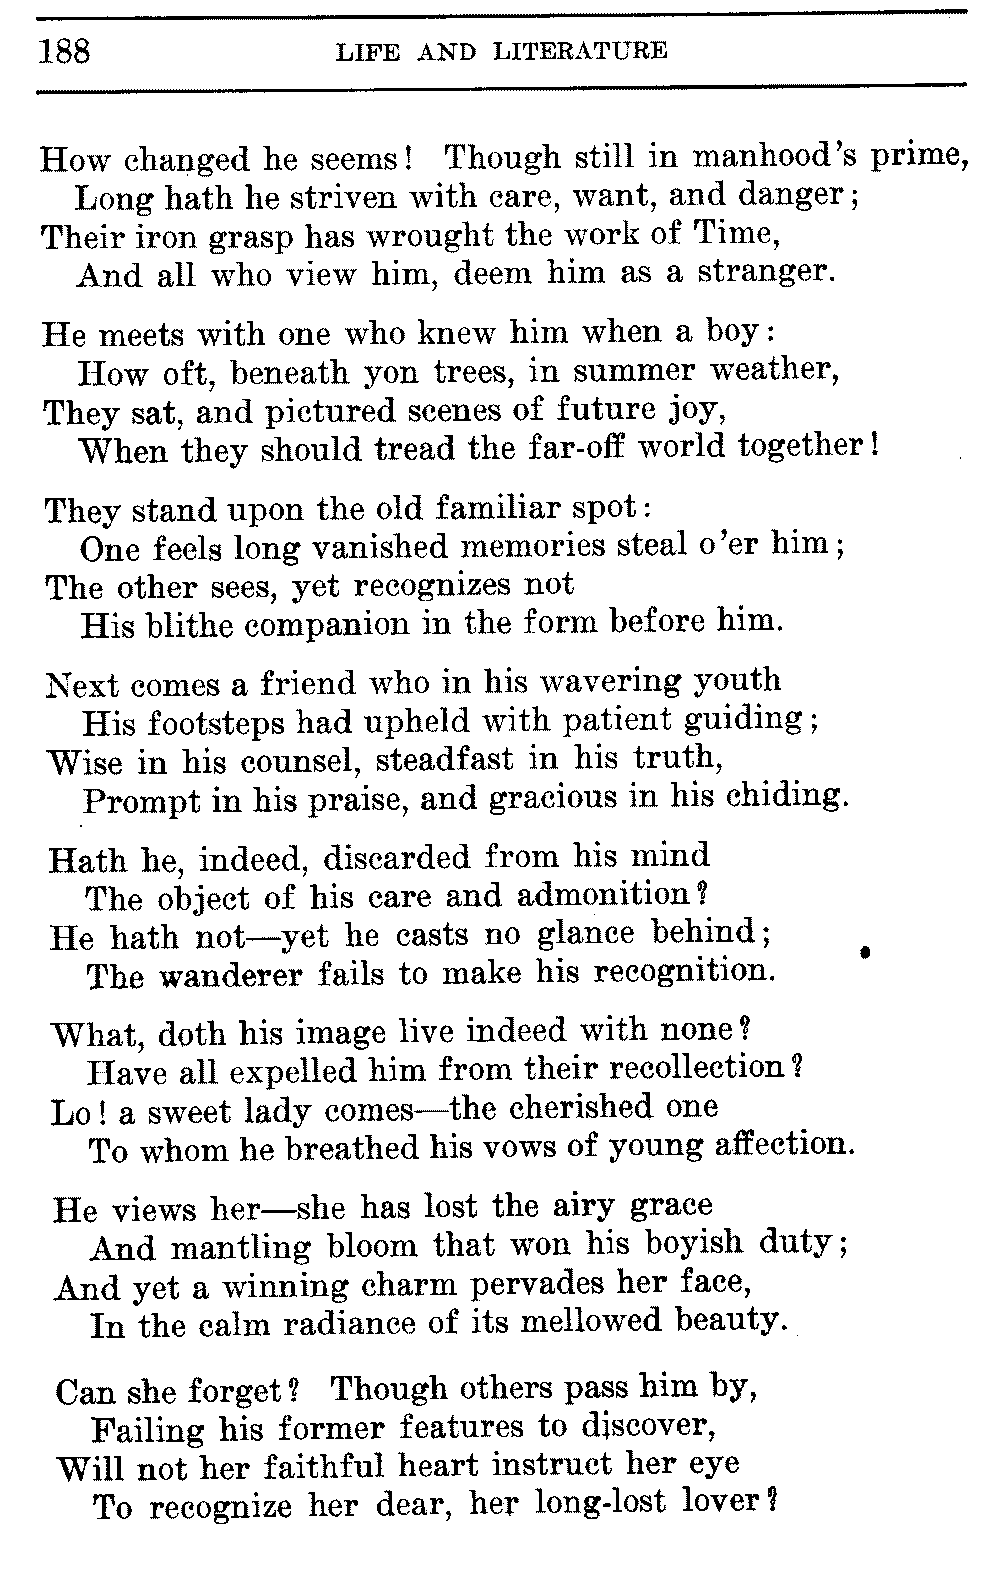 188 LIFE AND LITERATURE
How changed he seems! Though still in manhood's prime,
Long hath he striven with care, want, and danger;
Their iron grasp has wrought the work of Time,
And all who view him, deem him as a stranger.
He meets with one who knew him when a boy:
How oft, beneath yon trees, in summer weather,
They sat, and pictured scenes of future joy,
When they should tread the far-off world together!
They stand upon the old familiar spot:
One feels long vanished memories steal o'er him;
The other sees, yet recognizes not
His blithe companion in the form before him.
Next comes a friend who in his wavering youth
His footsteps had upheld with patient guiding;
Wise in his counsel, steadfast in his truth,
Prompt in his praise, and gracious in his chiding.
Hath he, indeed, discarded from his mind
The object of his care and admonition?
He hath not—yet he casts no glance behind;
The wanderer fails to make his recognition.
What, doth his image live indeed with none?
Have all expelled him from their recollection?
Lo! a sweet lady comes—the cherished one
To whom he breathed his vows of young affection.
He views her—she has lost the airy grace
And mantling bloom that won his boyish duty;
And yet a winning charm pervades her face,
In the calm radiance of its mellowed beauty.
Can she forget? Though others pass him by,
Failing his former features to discover,
Will not her faithful heart instruct her eye
To recognize her dear, her long-lost lover?